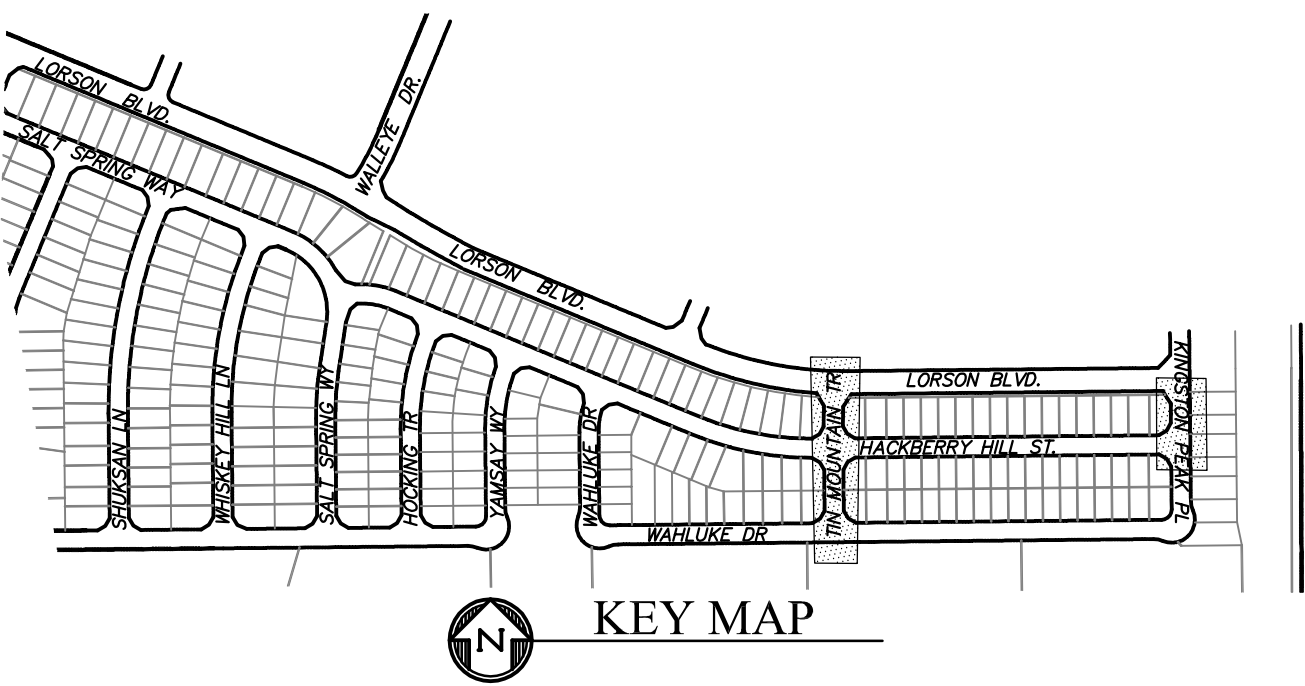 LORSON BLVD.
WALLEYE DR.
SALT SPRING WAY
LORSON BLVD.
KINGSTON PEAK PL
TIN MOUNTAIN TR
LORSON BLVD.
HACKBERRY HILL ST.
SHUKSAN LN
WHISKEY HILL LN
SALT SPRING WY
HOCKING TR
YAMSAY WY
WAHLUKE DR
WAHLUKE DR
N
KEY MAP